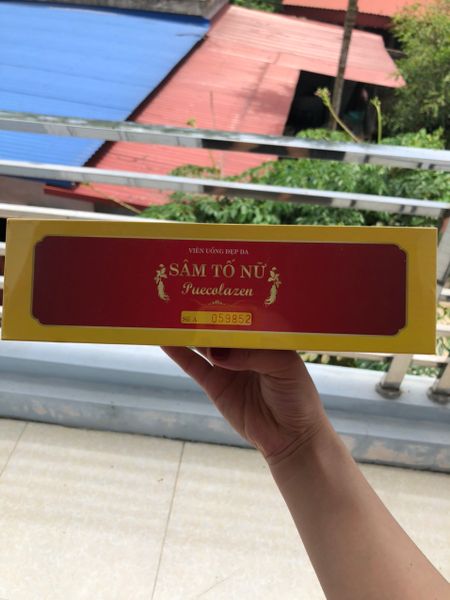 VIÊN UỐNG ĐẸP DA
SÂM TỐ NỮ
Puecolazen
Số A 059852